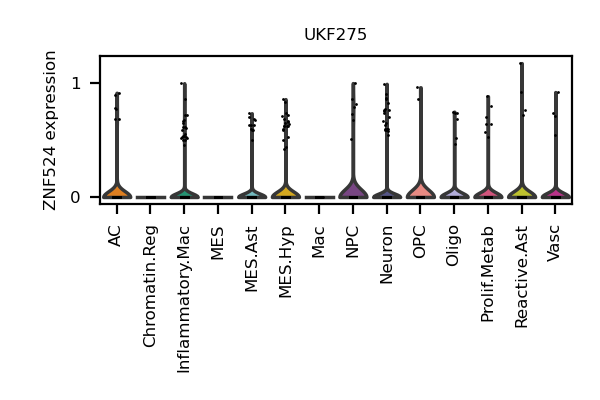 UKF275
ZNF524 expression
1
0
AC
Chromatin.Reg
Inflammatory.Mac
MES
MES.Ast
MES.Hyp
Mac
NPC
Neuron
OPC
Oligo
Prolif.Metab
Reactive.Ast
Vasc